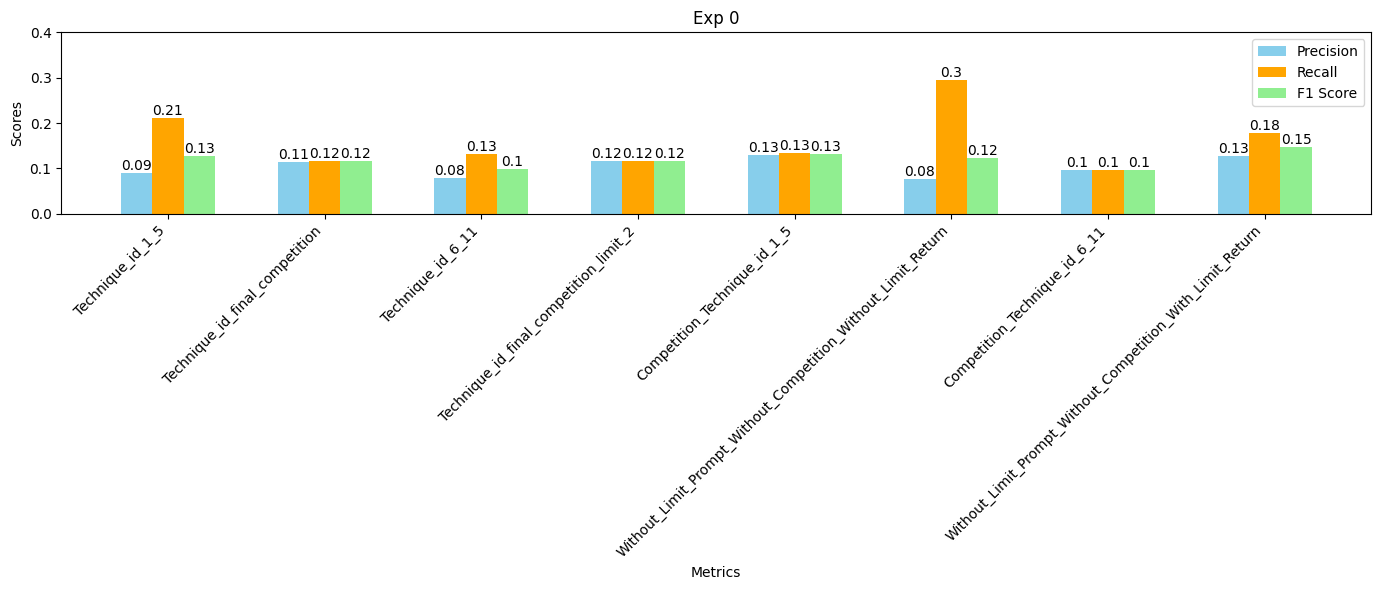 Exp 0
Scores
0.4
0.3
0.2
0.1
0.0
Precision
Recall
F1 Score
0.09
0.21
0.13
0.11
0.12
0.12
0.08
0.13
0.1
0.12
0.12
0.12
0.13
0.13
0.13
0.08
0.3
0.12
0.1
0.1
0.1
0.13
0.18
0.15
Technique_id_1_5
Technique_id_final_competition
Technique_id_6_11
Technique_id_final_competition_limit_2
Competition_Technique_id_1_5
Without_Limit_Prompt_Without_Competition_Without_Limit_Return
Competition_Technique_id_6_11
Without_Limit_Prompt_Without_Competition_With_Limit_Return
Metrics